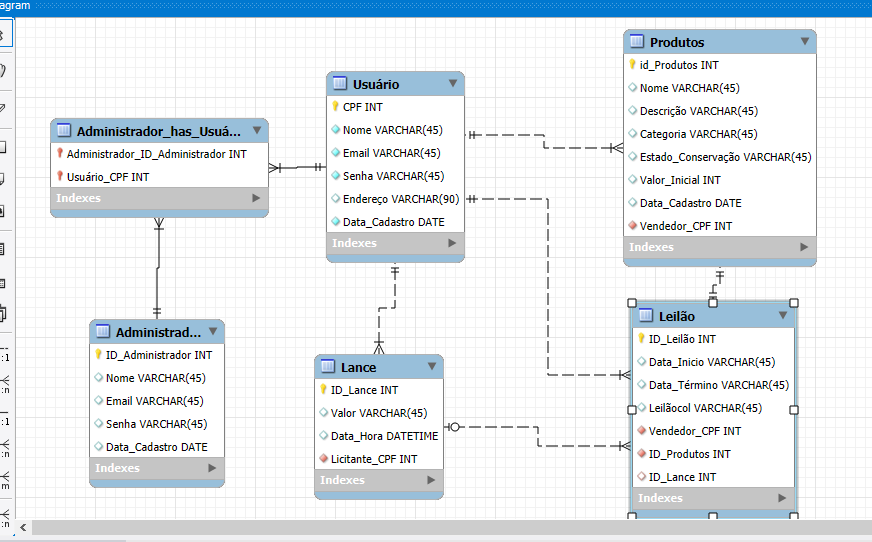 agram
Produtos
id_Produtos INT
Nome VARCHAR(45)
Descrição VARCHAR(45)
Categoria VARCHAR(45)
Estado_Conservação VARCHAR(45)
Valor_Inicial INT
Data_Cadastro DATE
Vendedor_CPF INT
Indexes
Usuário
CPF INT
Nome VARCHAR(45)
Email VARCHAR(45)
Senha VARCHAR(45)
Endereço VARCHAR(90)
Data_Cadastro DATE
Indexes
Administrador_has_Usuá...
Administrador_ID_Administrador INT
Usuário_CPF INT
Indexes
Administrad...
ID_Administrador INT
Nome VARCHAR(45)
Email VARCHAR(45)
Senha VARCHAR(45)
Data_Cadastro DATE
Indexes
Lance
ID_Lance INT
Valor VARCHAR(45)
Data_Hora DATETIME
Licitante_CPF INT
Indexes
Leilão
ID_Leilão INT
Data_Inicio VARCHAR(45)
Data_Término VARCHAR(45)
Leilãocol VARCHAR(45)
Vendedor_CPF INT
ID_Produtos INT
ID_Lance INT
Indexes
:1
:n
:1
:n
:m
:n